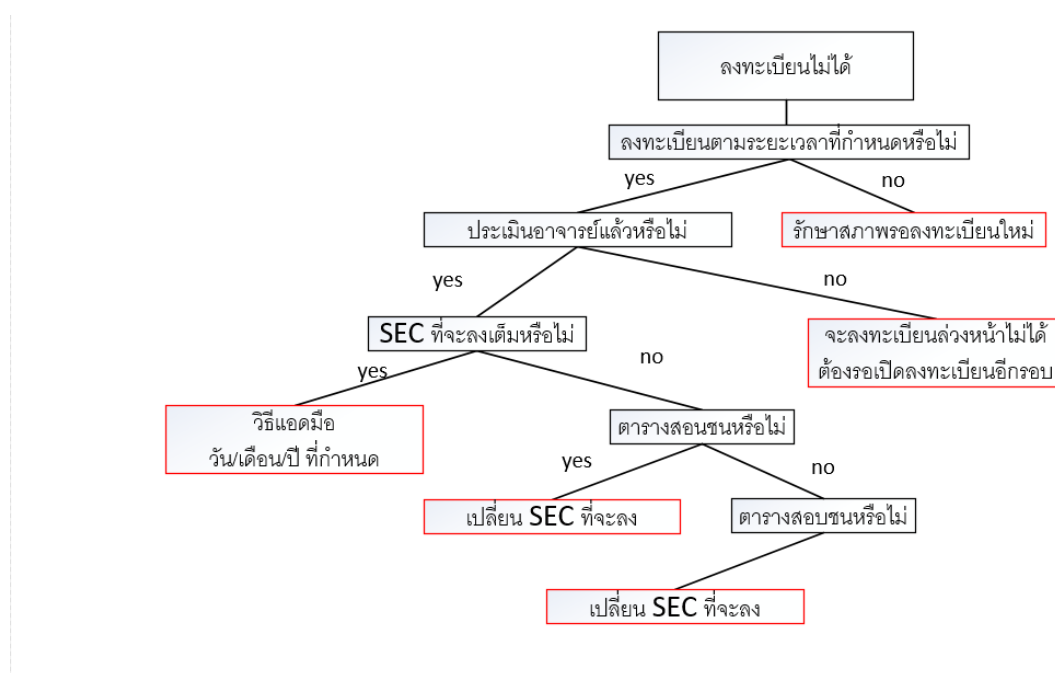 ลงทะเบียนไม่ได้
ลงทะเบียนตามระยะเวลาที่กำหนดหรือไม่
yes
no
ประเมินอาจารย์แล้วหรือไม่
รักษาสภาพรอลงทะเบียนใหม่
yes
no
SEC ที่จะลงเต็มหรือไม่
จะลงทะเบียนล่วงหน้าไม่ได้
ต้องรอเปิดลงทะเบียนอีกรอบ
yes
no
วิธีแอดมือ
วัน/เดือน/ปี ที่กำหนด
ตารางสอนชนหรือไม่
yes
no
เปลี่ยน SEC ที่จะลง
ตารางสอบชนหรือไม่
เปลี่ยน SEC ที่จะลง